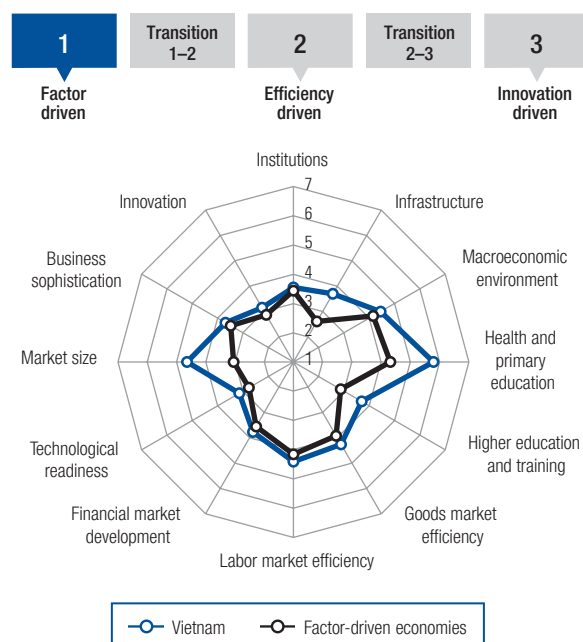 1
Transition
1–2
2
Transition
2–3
3
Factor
driven
Efficiency
driven
Innovation
driven
Institutions
7
6
5
4
3
2
1
Infrastructure
Macroeconomic
environment
Health and
primary
education
Higher education
and training
Goods market
efficiency
Labor market efficiency
Financial market
development
Technological
readiness
Market size
Business
sophistication
Innovation
Vietnam
Factor-driven economies